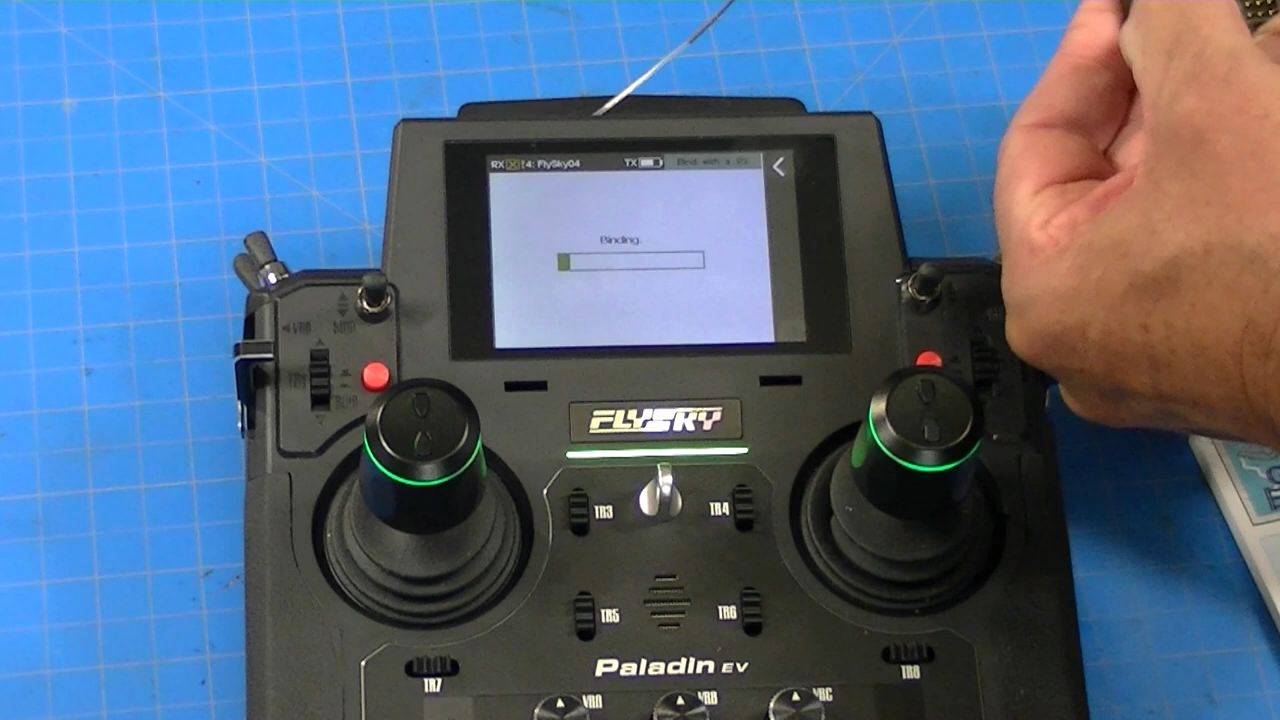 RX 4: FlySky04 TX Bind with a RX
Binding.
VRD
FLYSKY
TR3
TR4
TR5
TR6
Paladin EV
TR7
TR8
VRA
VRB
VRC